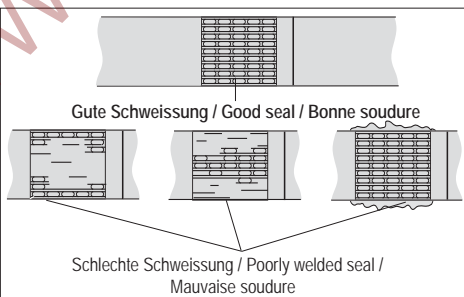 Gute Schweissung / Good seal / Bonne soudure
Schlechte Schweissung / Poorly welded seal /
Mauvaise soudure